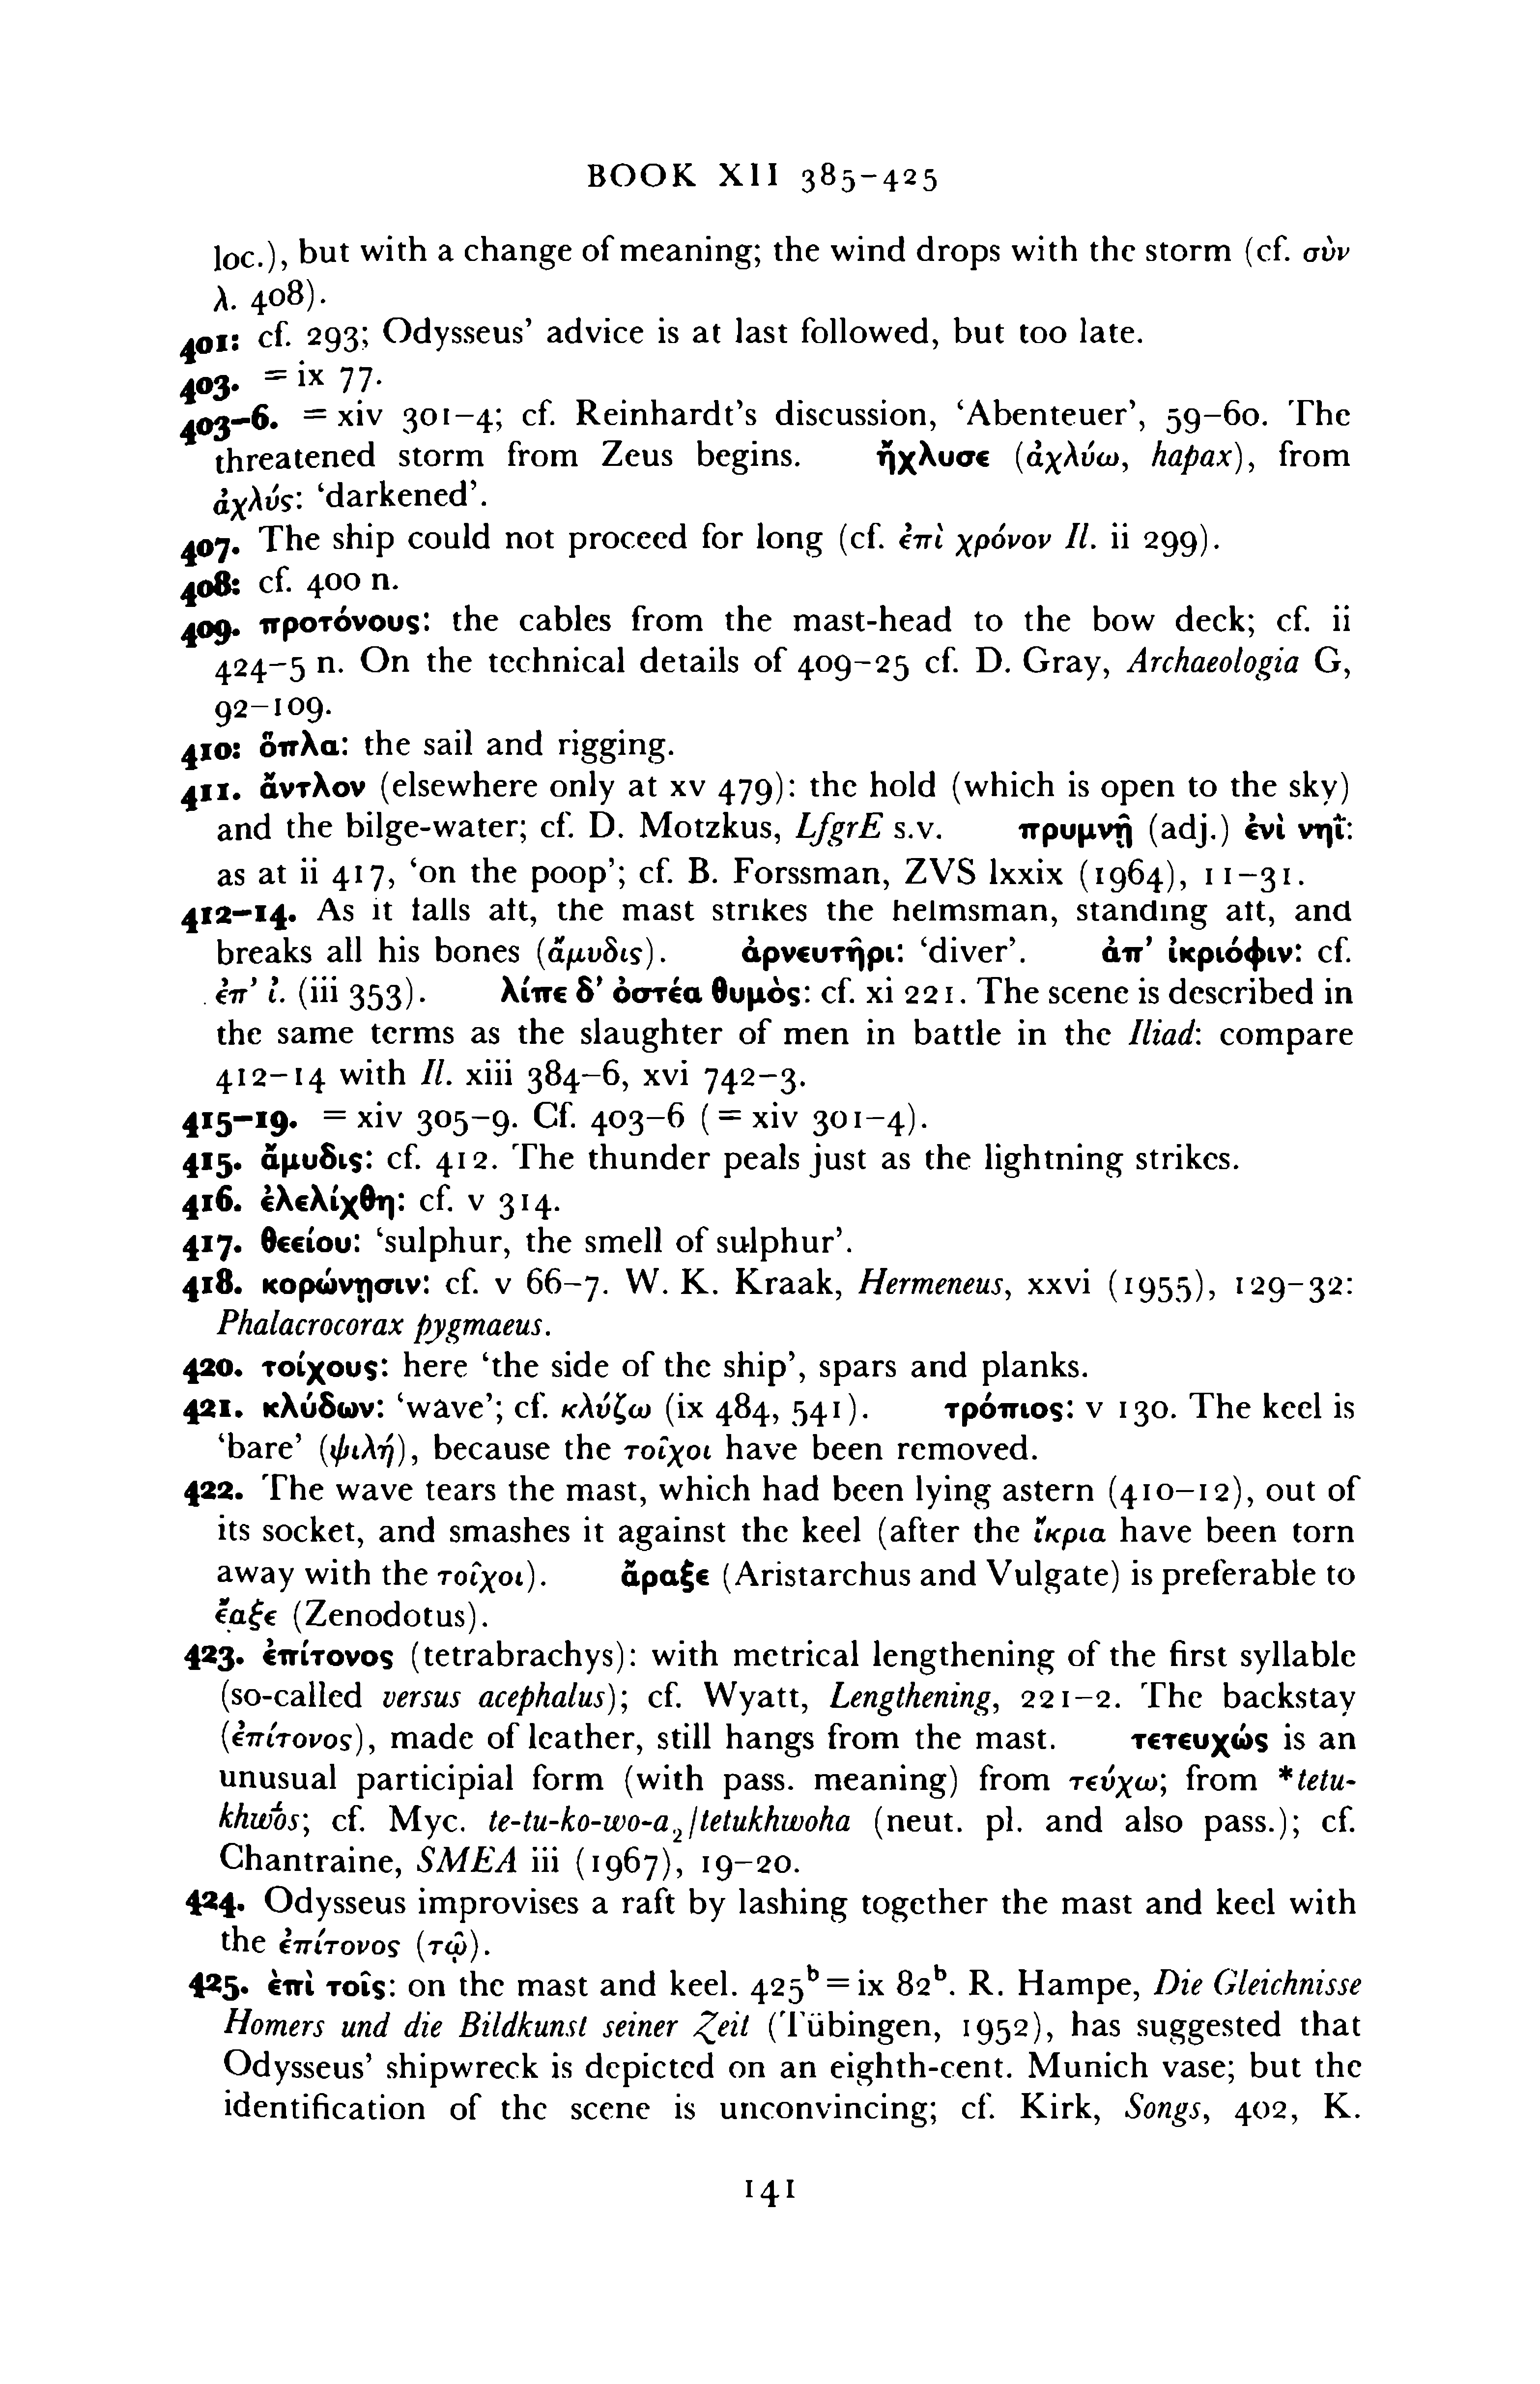 BOOK XII 385–425
loc.), but with a change of meaning; the wind drops with the storm (cf. σὺν
λ. 408).
401: cf. 293; Odysseus’ advice is at last followed, but too late.
403. = ix 77.
403–6. = xiv 301–4; cf. Reinhardt’s discussion, ‘Abenteuer’, 59–60. The
threatened storm from Zeus begins. ἤχλυσε (ἀχλύω, hapax), from
ἀχλύς: ‘darkened’.
407. The ship could not proceed for long (cf. ἐπὶ χρόνον Il. ii 299).
408: cf. 400 n.
409. προτόνους: the cables from the mast-head to the bow deck; cf. ii
424–5 n. On the technical details of 409–25 cf. D. Gray, Archaeologia G,
92–109.
410: ὅπλα: the sail and rigging.
411. ἄντλον (elsewhere only at xv 479): the hold (which is open to the sky)
and the bilge-water; cf. D. Motzkus, LfgrE s.v. πρυμνῇ (adj.) ἐνὶ νηΐ:
as at ii 417, ‘on the poop’; cf. B. Forssman, ZVS lxxix (1964), 11–31.
412–14. As it falls aft, the mast strikes the helmsman, standing aft, and
breaks all his bones (ἄμυδις). ἀρνευτῆρι: ‘diver’. ἀπ’ ἰκριόφιν: cf.
ἐπ’ ἰ. (iii 353). λίπε δ’ ὀστέα θυμὸς: cf. xi 221. The scene is described in
the same terms as the slaughter of men in battle in the Iliad: compare
412–14 with Il. xiii 384–6, xvi 742–3.
415–19. = xiv 305–9. Cf. 403–6 (= xiv 301–4).
415. ἄμυδις: cf. 412. The thunder peals just as the lightning strikes.
416. ἐλελίχθη: cf. v 314.
417. θεείου: ‘sulphur, the smell of sulphur’.
418. κορώνῃσιν: cf. v 66–7. W. K. Kraak, Hermeneus, xxvi (1955), 129–32:
Phalacrocorax pygmaeus.
420. τοίχους: here ‘the side of the ship’, spars and planks.
421. κλύδων: ‘wave’; cf. κλύζω (ix 484, 541). τρόπιος: v 130. The keel is
‘bare’ (ψιλή), because the τοῖχοι have been removed.
422. The wave tears the mast, which had been lying astern (410–12), out of
its socket, and smashes it against the keel (after the ἴκρια have been torn
away with the τοῖχοι). ἄραξε (Aristarchus and Vulgate) is preferable to
ἔαξε (Zenodotus).
423. ἐπίτονος (tetrabrachys): with metrical lengthening of the first syllable
(so-called versus acephalus); cf. Wyatt, Lengthening, 221–2. The backstay
(ἐπίτονος), made of leather, still hangs from the mast. τετευχώς is an
unusual participial form (with pass. meaning) from τεύχω; from *tetu-
khwṓs; cf. Myc. te-tu-ko-wo-a₂/tetukhwoha (neut. pl. and also pass.); cf.
Chantraine, SMEA iii (1967), 19–20.
424. Odysseus improvises a raft by lashing together the mast and keel with
the ἐπίτονος (τῷ).
425. ἐπὶ τοῖς: on the mast and keel. 425ᵇ = ix 82ᵇ. R. Hampe, Die Gleichnisse
Homers und die Bildkunst seiner Zeit (Tübingen, 1952), has suggested that
Odysseus’ shipwreck is depicted on an eighth-cent. Munich vase; but the
identification of the scene is unconvincing; cf. Kirk, Songs, 402, K.
141